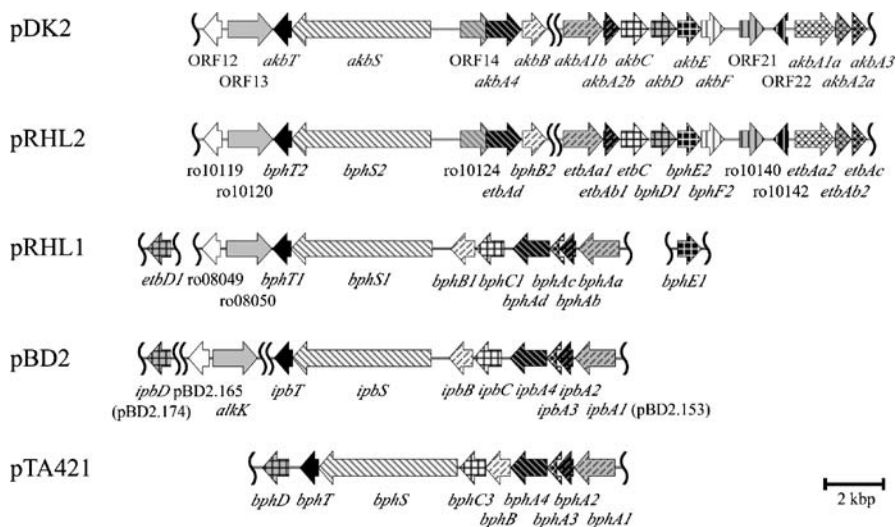 pDK2
ORF12 akbT akbS ORF14 akbB akbA1b akbC akbE ORF21 akbA1a akbA3
ORF13 akbA4 akbA2b akbD akbF ORF22 akbA2a
pRHL2
ro10119 bphT2 bphS2 ro10124 bphB2 etbAa1 etbC bphE2 ro10140 etbAa2 etbAc
ro10120 etbAd etbAb1 bphD1 bphF2 ro10142 etbAb2
pRHL1
etbD1 ro08049 bphT1 bphS1 bphB1 bphC1 bphAc bphAa bphE1
ro08050 bphAd bphAb
pBD2
ipbD pBD2.165 ipbT ipbS ipbB ipbC ipbA4 ipbA2
(pBD2.174) alkK ipbA3 ipbA1 (pBD2.153)
pTA421
bphD bphT bphS bphC3 bphA4 bphA2
bphB bphA3 bphA1
2 kbp